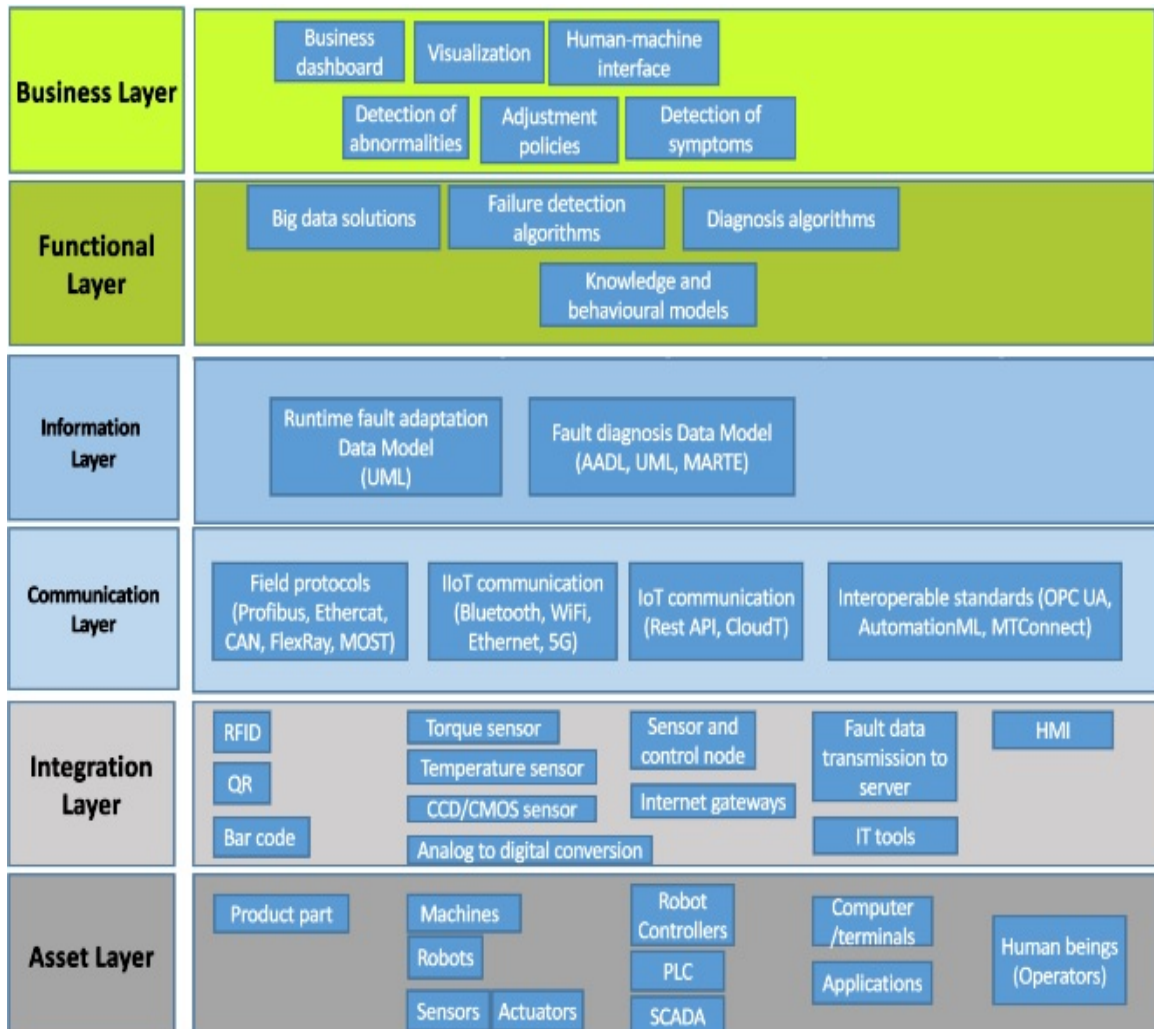 Business Layer
Business
dashboard
Visualization
Human-machine
interface
Detection of
abnormalities
Adjustment
policies
Detection of
symptoms
Functional
Layer
Big data solutions
Failure detection
algorithms
Diagnosis algorithms
Knowledge and
behavioural models
Information
Layer
Runtime fault adaptation
Data Model
(UML)
Fault diagnosis Data Model
(AADL, UML, MARTE)
Communication
Layer
Field protocols
(Profibus, Ethercat,
CAN, FlexRay, MOST)
IIoT communication
(Bluetooth, WiFi,
Ethernet, 5G)
IoT communication
(Rest API, CloudT)
Interoperable standards (OPC UA,
AutomationML, MTConnect)
Integration
Layer
RFID
QR
Bar code
Torque sensor
Temperature sensor
CCD/CMOS sensor
Analog to digital conversion
Sensor and
control node
Internet gateways
Fault data
transmission to
server
IT tools
HMI
Asset Layer
Product part
Machines
Robots
Sensors
Actuators
Robot
Controllers
PLC
SCADA
Computer
/terminals
Applications
Human beings
(Operators)